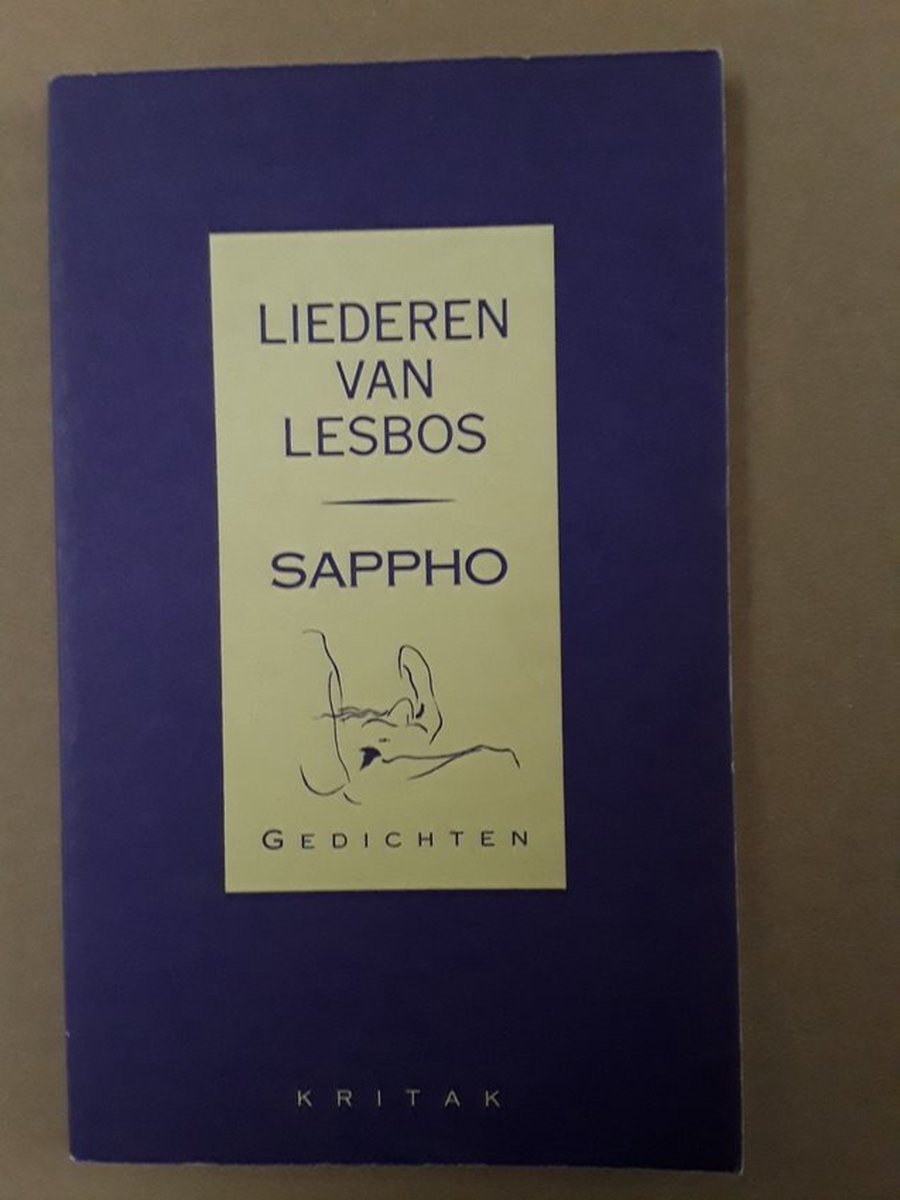 LIEDEREN
VAN
LESBOS
SAPPHO
GEDICHTEN
KRITAK